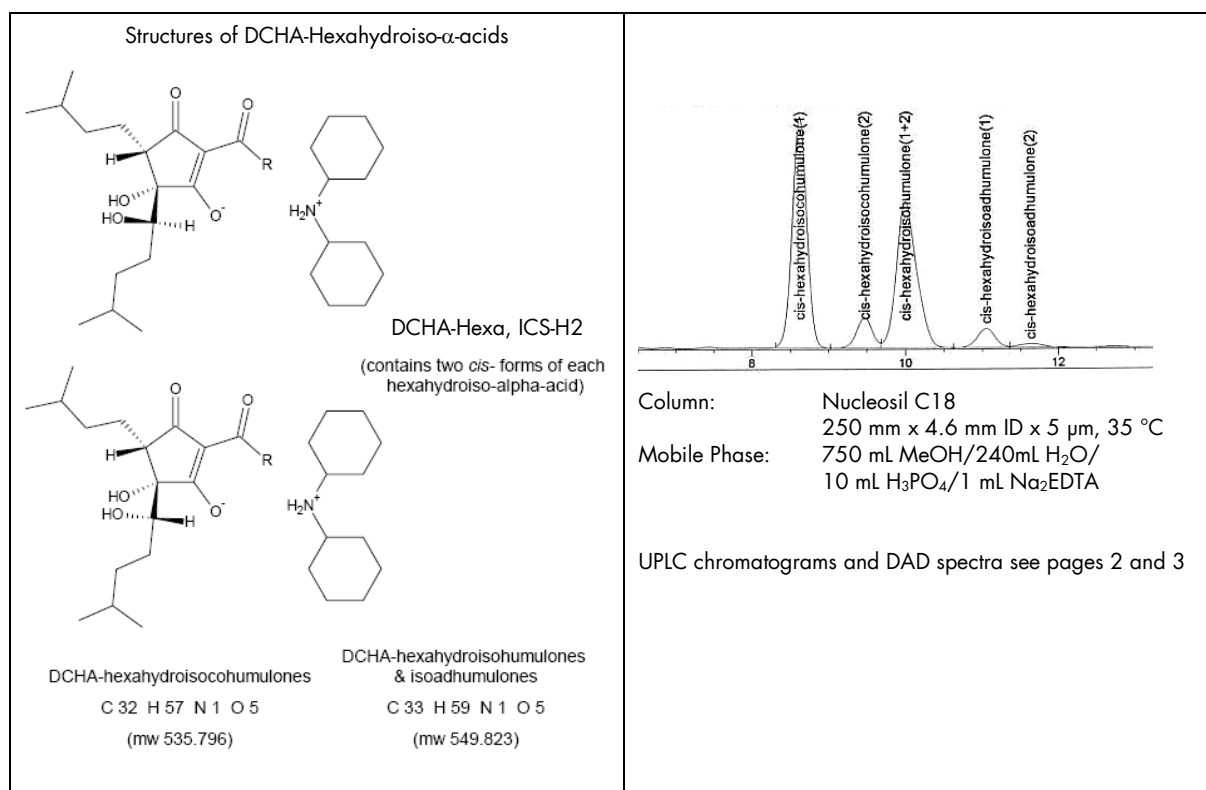 Structures of DCHA-Hexahydroiso-α-acids
O
O
H
R
HO
HO
H
O-
H2N+
DCHA-Hexa, ICS-H2
(contains two cis- forms of each
hexahydroiso-alpha-acid)
O
O
H
R
HO
HO
H
O-
H2N+
DCHA-hexahydroisocohumulones
C 32 H 57 N 1 O 5
(mw 535.796)
DCHA-hexahydroisohumulones
& isoadhumulones
C 33 H 59 N 1 O 5
(mw 549.823)
cis-hexahydroisocohumulone(1)
cis-hexahydroisocohumulone(2)
cis-hexahydroisohumulone(1+2)
cis-hexahydroisoadhumulone(1)
cis-hexahydroisoadhumulone(2)
8 10 12
Column: Nucleosil C18
250 mm x 4.6 mm ID x 5 µm, 35 °C
Mobile Phase: 750 mL MeOH/240mL H2O/
10 mL H3PO4/1 mL Na2EDTA
UPLC chromatograms and DAD spectra see pages 2 and 3